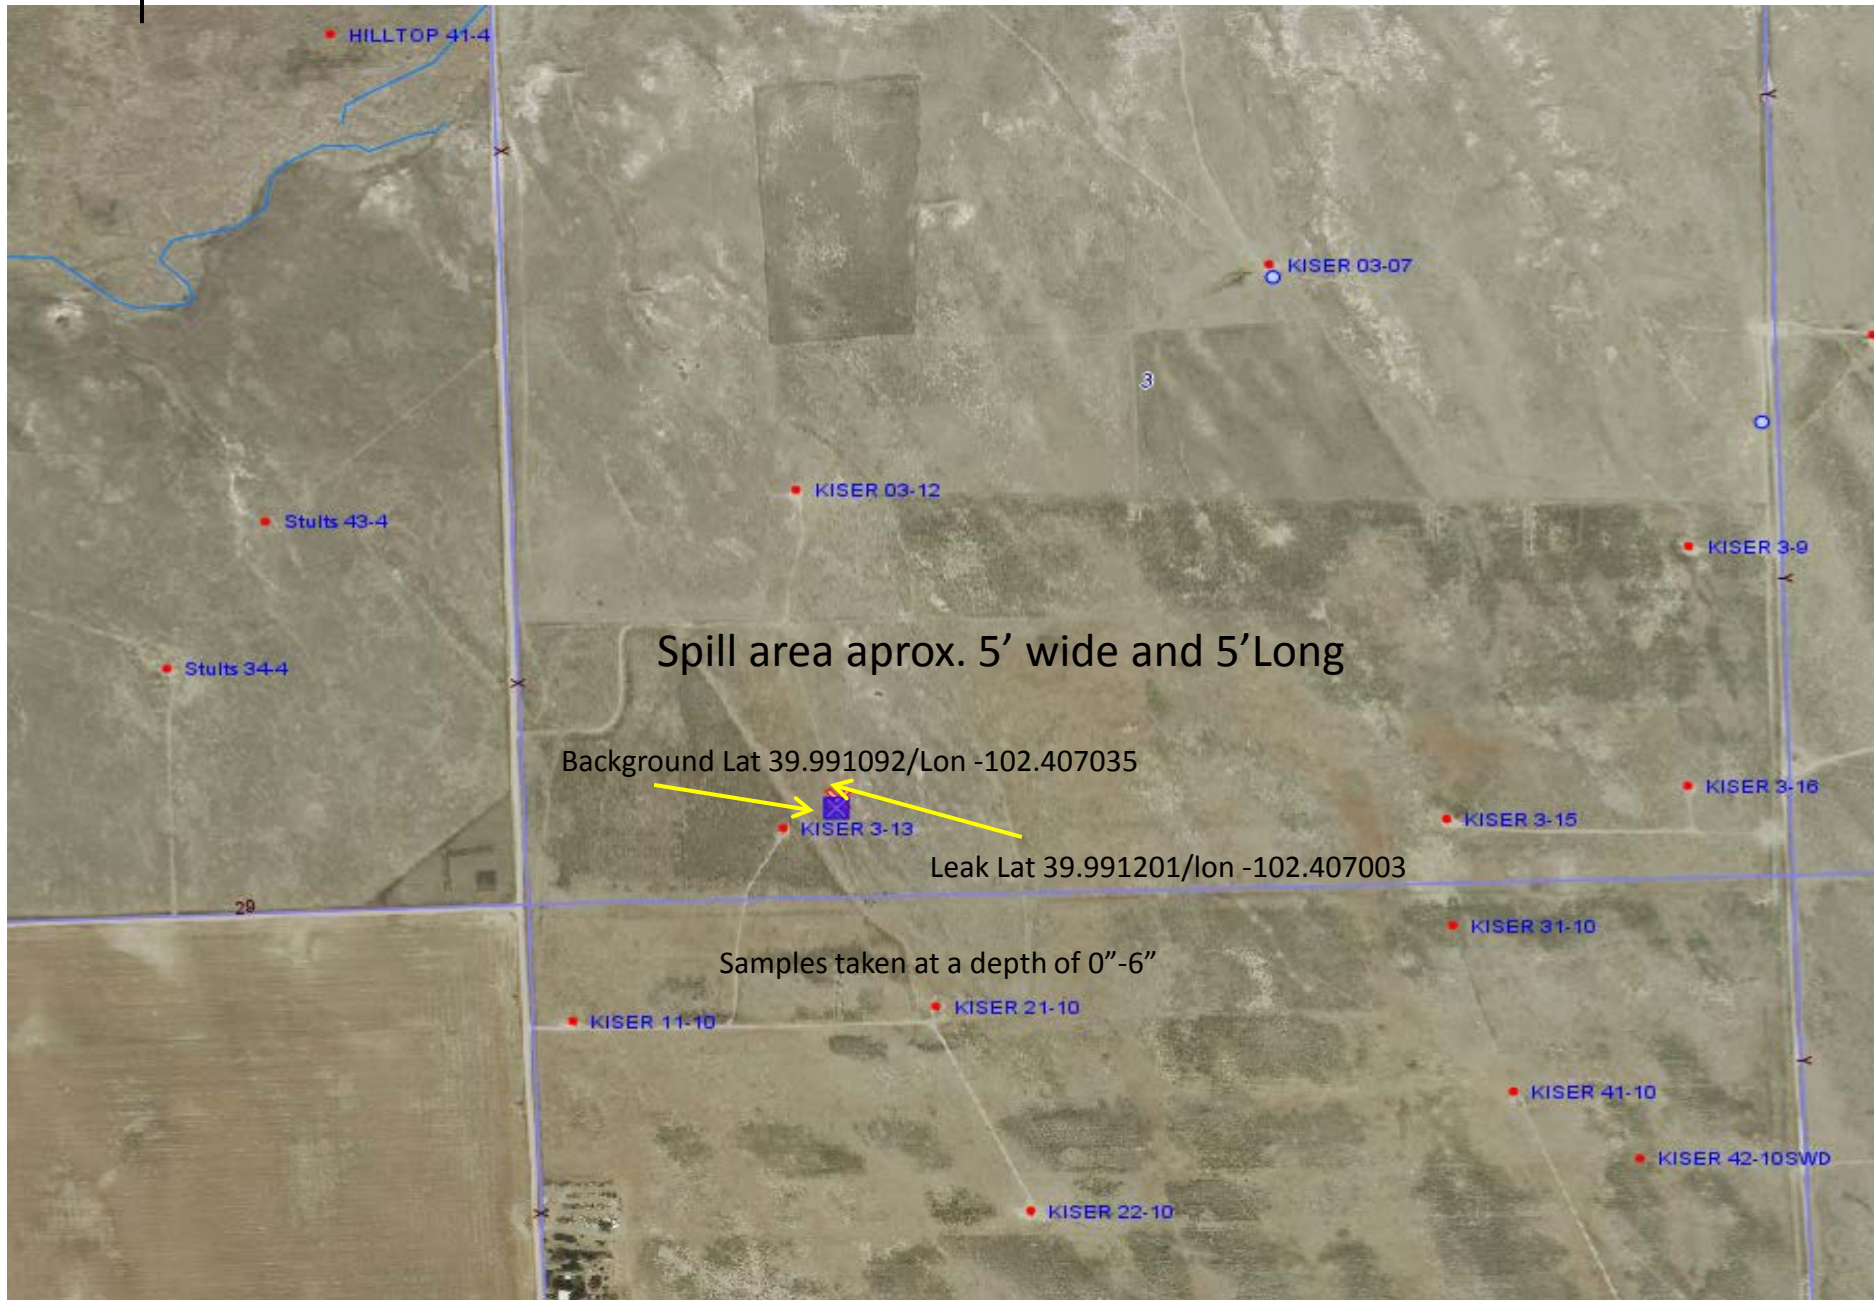 HILLTOP 41-4
Y
X
KISER 03-07
3
KISER 03-12
Stults 43-4
KISER 3-9
Y
Spill area aprox. 5’ wide and 5’Long
Stults 34-4
X
Background Lat 39.991092/Lon -102.407035
KISER 3-16
KISER 3-15
KISER 3-13
Leak Lat 39.991201/lon -102.407003
29
KISER 31-10
Samples taken at a depth of 0”-6”
KISER 21-10
KISER 11-10
Y
KISER 41-10
KISER 42-10SWD
KISER 22-10
X